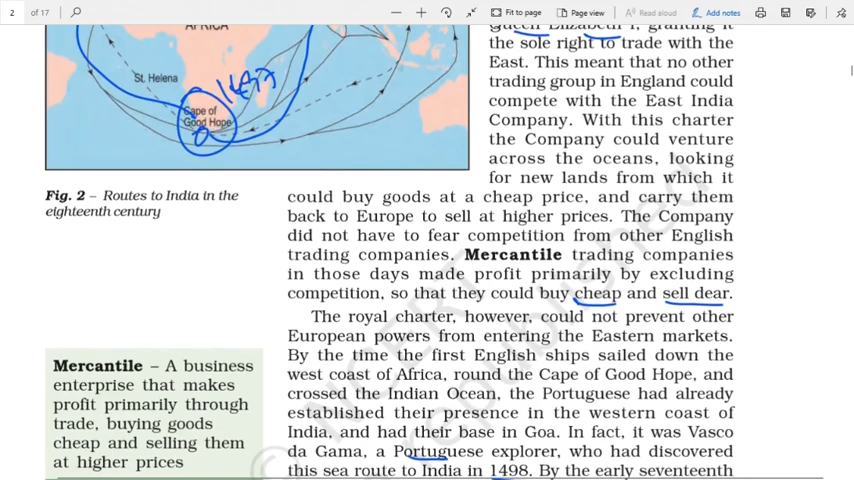 2 of 17 Fit to page Page view Read aloud Add notes
AFRICA
St. Helena
Cape of
Good Hope
Fig. 2 – Routes to India in the
eighteenth century
Queen Elizabeth I, granting it
the sole right to trade with the
East. This meant that no other
trading group in England could
compete with the East India
Company. With this charter
the Company could venture
across the oceans, looking
for new lands from which it
could buy goods at a cheap price, and carry them
back to Europe to sell at higher prices. The Company
did not have to fear competition from other English
trading companies. Mercantile trading companies
in those days made profit primarily by excluding
competition, so that they could buy cheap and sell dear.
The royal charter, however, could not prevent other
European powers from entering the Eastern markets.
By the time the first English ships sailed down the
west coast of Africa, round the Cape of Good Hope, and
crossed the Indian Ocean, the Portuguese had already
established their presence in the western coast of
India, and had their base in Goa. In fact, it was Vasco
da Gama, a Portuguese explorer, who had discovered
this sea route to India in 1498. By the early seventeenth
Mercantile – A business
enterprise that makes
profit primarily through
trade, buying goods
cheap and selling them
at higher prices
© NCERT
republished